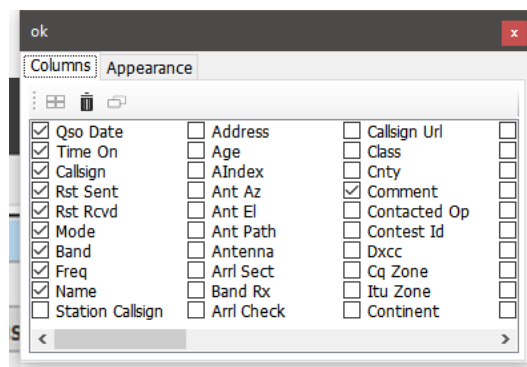 ok
x
Columns Appearance
Qso Date Address Callsign Url
Time On Age Class
Callsign AIndex Cnty
Rst Sent Ant Az Comment
Rst Rcvd Ant El Contacted Op
Mode Ant Path Contest Id
Band Antenna Dxcc
Freq Arrl Sect Cq Zone
Name Band Rx Itu Zone
Station Callsign Arrl Check Continent
S